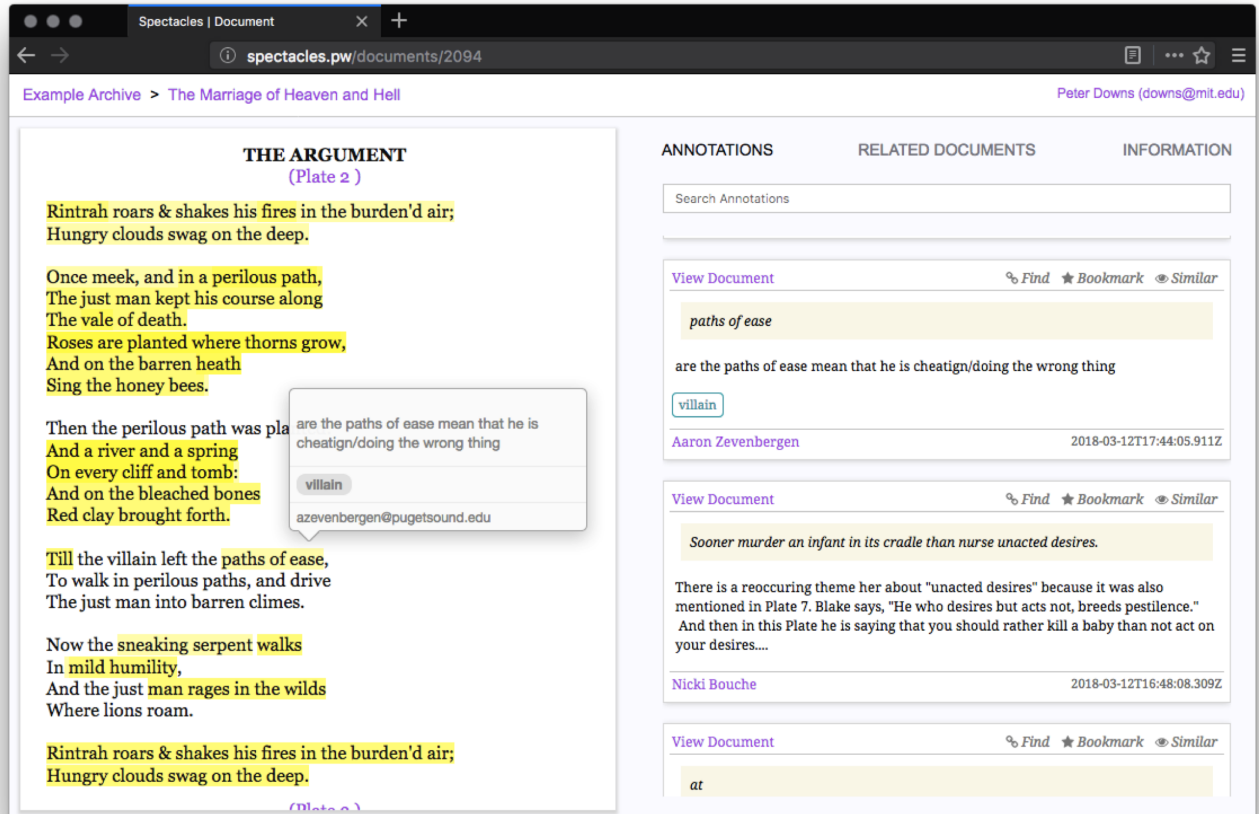 Spectacles | Document
spectacles.pw/documents/2094
Example Archive > The Marriage of Heaven and Hell
Peter Downs (downs@mit.edu)
THE ARGUMENT
(Plate 2 )
Rintrah roars & shakes his fires in the burden'd air;
Hungry clouds swag on the deep.
Once meek, and in a perilous path,
The just man kept his course along
The vale of death.
Roses are planted where thorns grow,
And on the barren heath
Sing the honey bees.
Then the perilous path was pla
And a river and a spring
On every cliff and tomb:
And on the bleached bones
Red clay brought forth.
Till the villain left the paths of ease,
To walk in perilous paths, and drive
The just man into barren climes.
Now the sneaking serpent walks
In mild humility,
And the just man rages in the wilds
Where lions roam.
Rintrah roars & shakes his fires in the burden'd air;
Hungry clouds swag on the deep.
are the paths of ease mean that he is
cheatign/doing the wrong thing
villain
azevenbergen@pugetsound.edu
ANNOTATIONS
RELATED DOCUMENTS
INFORMATION
Search Annotations
View Document
Find Bookmark Similar
paths of ease
are the paths of ease mean that he is cheatign/doing the wrong thing
villain
Aaron Zevenbergen
2018-03-12T17:44:05.911Z
View Document
Find Bookmark Similar
Sooner murder an infant in its cradle than nurse unacted desires.
There is a reoccuring theme her about "unacted desires" because it was also
mentioned in Plate 7. Blake says, "He who desires but acts not, breeds pestilence."
And then in this Plate he is saying that you should rather kill a baby than not act on
your desires....
Nicki Bouche
2018-03-12T16:48:08.309Z
View Document
Find Bookmark Similar
at